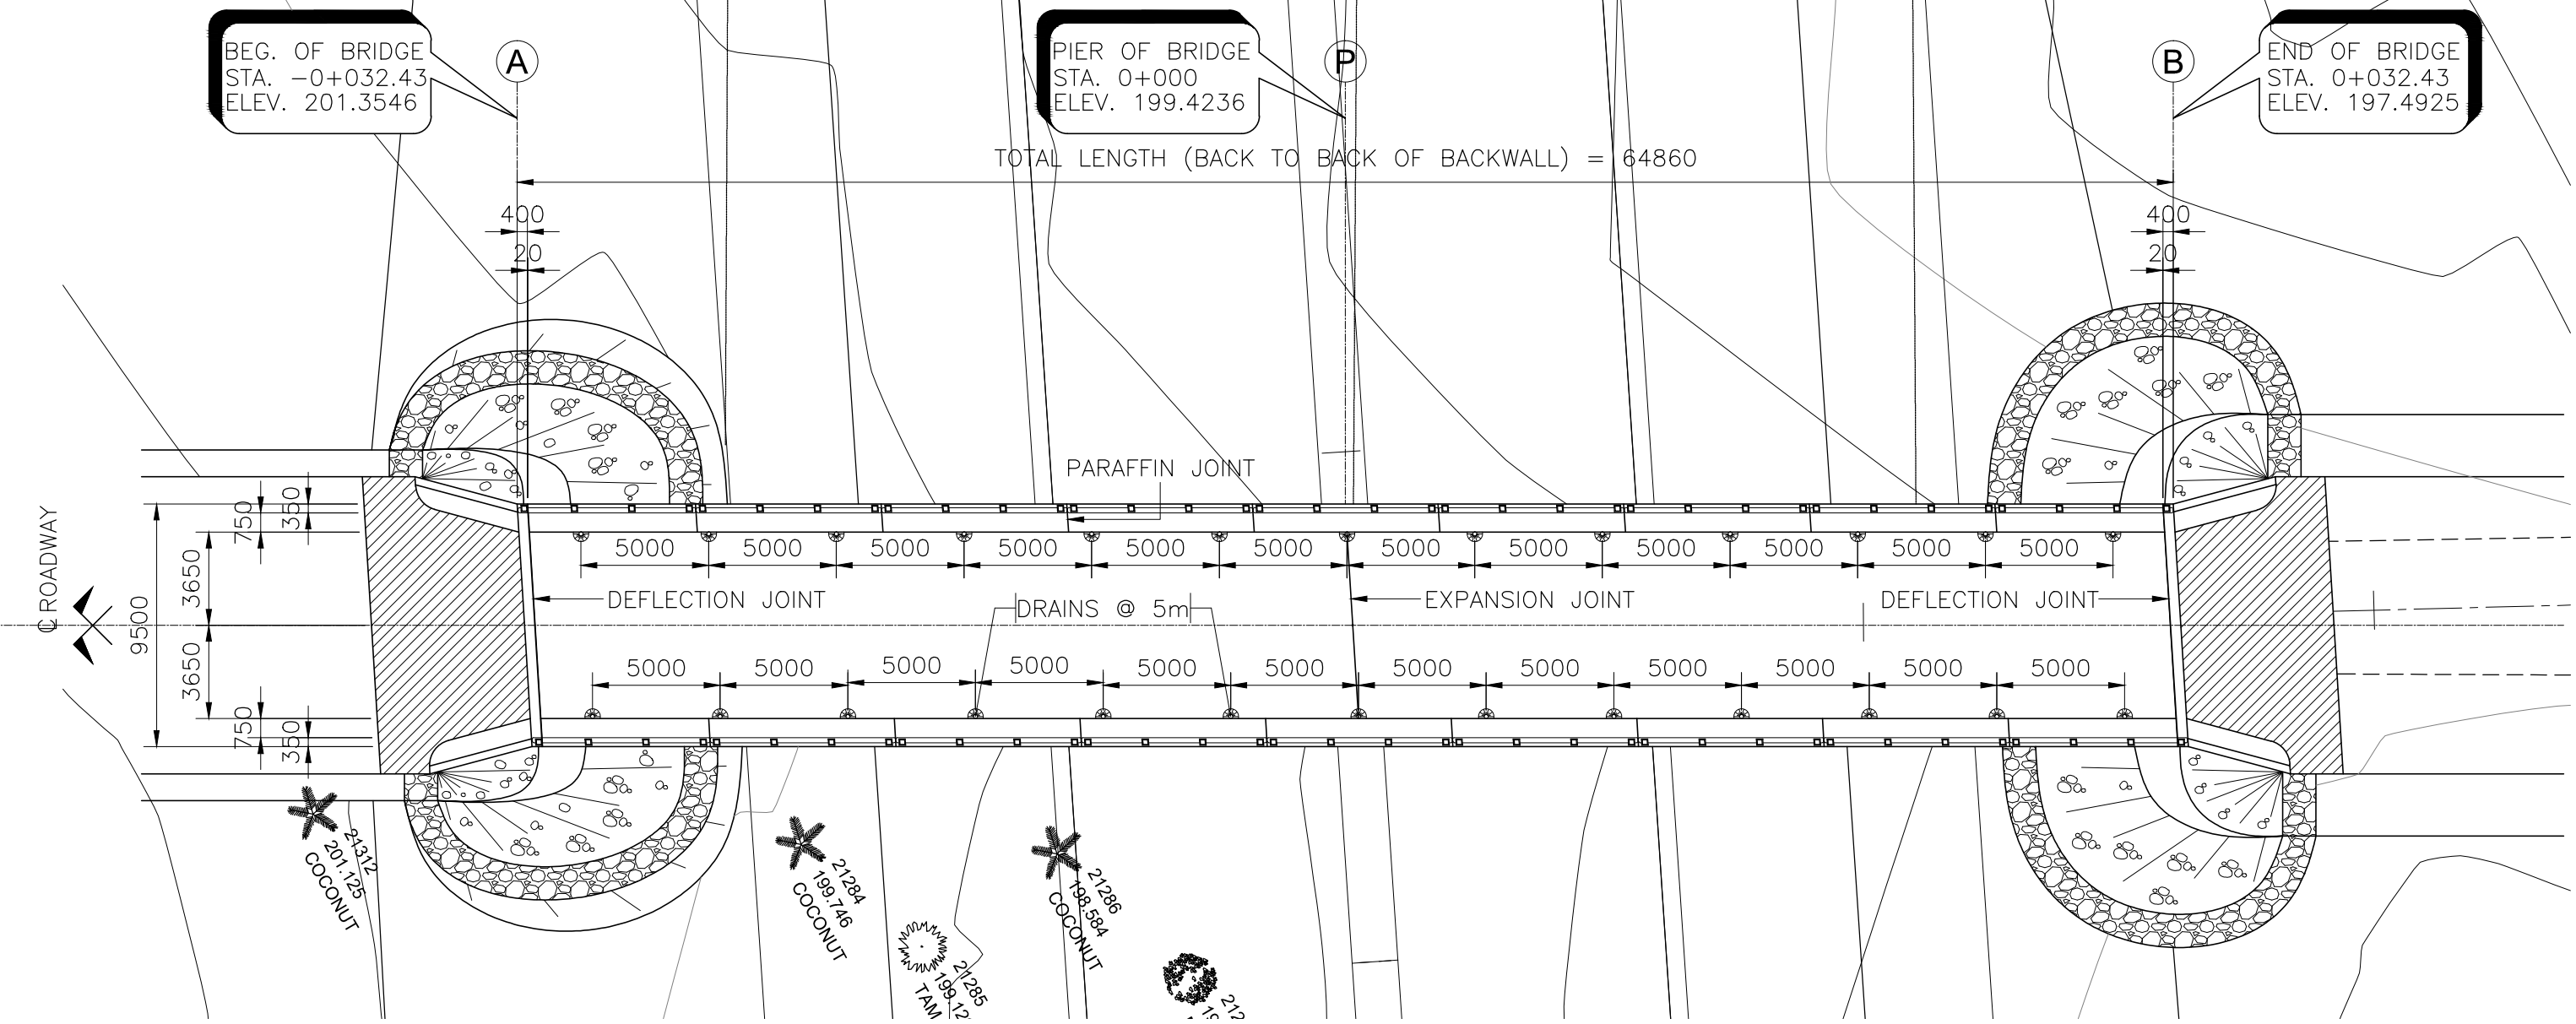 BEG. OF BRIDGE
STA. -0+032.43
ELEV. 201.3546
A
PIER OF BRIDGE
STA. 0+000
ELEV. 199.4236
P
B
END OF BRIDGE
STA. 0+032.43
ELEV. 197.4925
TOTAL LENGTH (BACK TO BACK OF BACKWALL) = 64860
400
20
400
20
PARAFFIN JOINT
750
350
5000 5000 5000 5000 5000 5000 5000 5000 5000 5000 5000 5000
℄ ROADWAY
9500
3650
3650
DEFLECTION JOINT
DRAINS @ 5m
EXPANSION JOINT
DEFLECTION JOINT
5000 5000 5000 5000 5000 5000 5000 5000 5000 5000 5000 5000
750
350
21312
201.125
COCONUT
21284
199.746
COCONUT
21286
198.584
COCONUT
21285
199.12
TAM
212
19